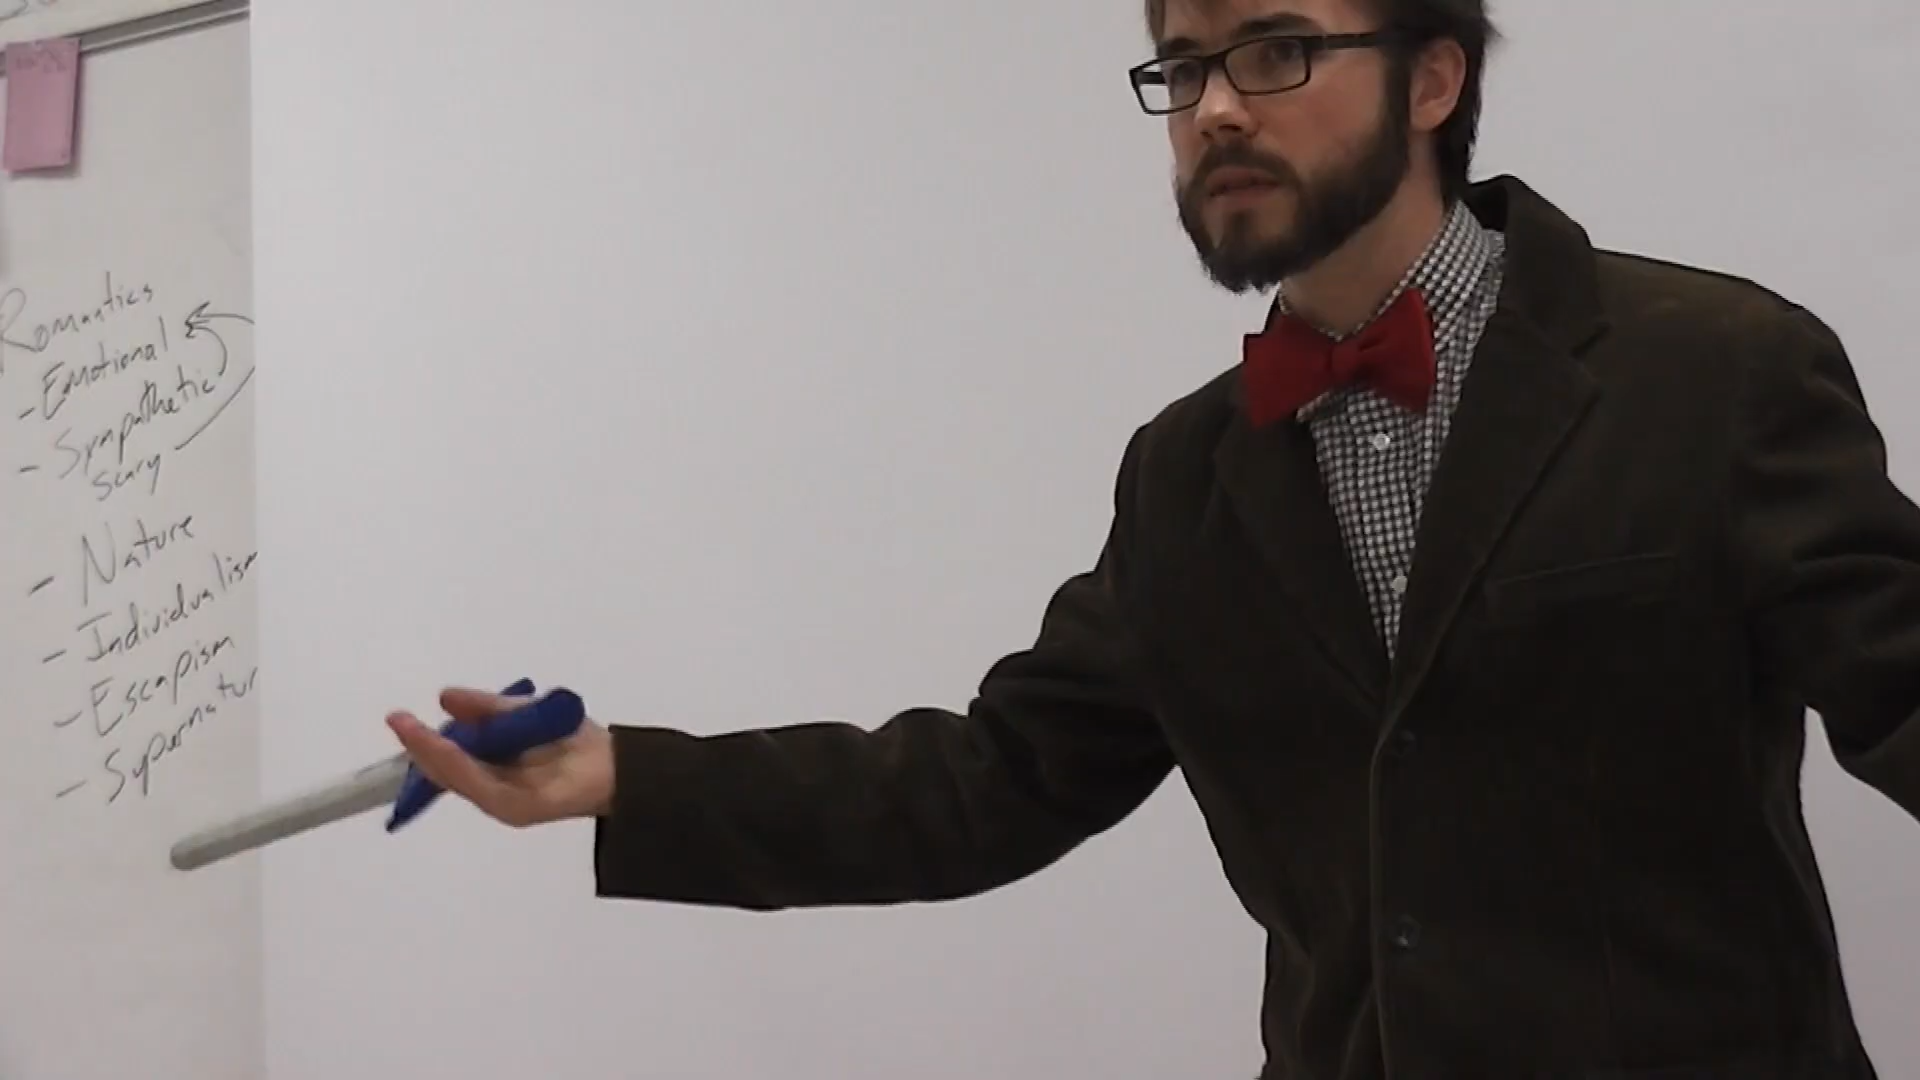 Romantics
- Emotional
- Sympathetic
scary
- Nature
- Individualism
- Escapism
- Supernatur